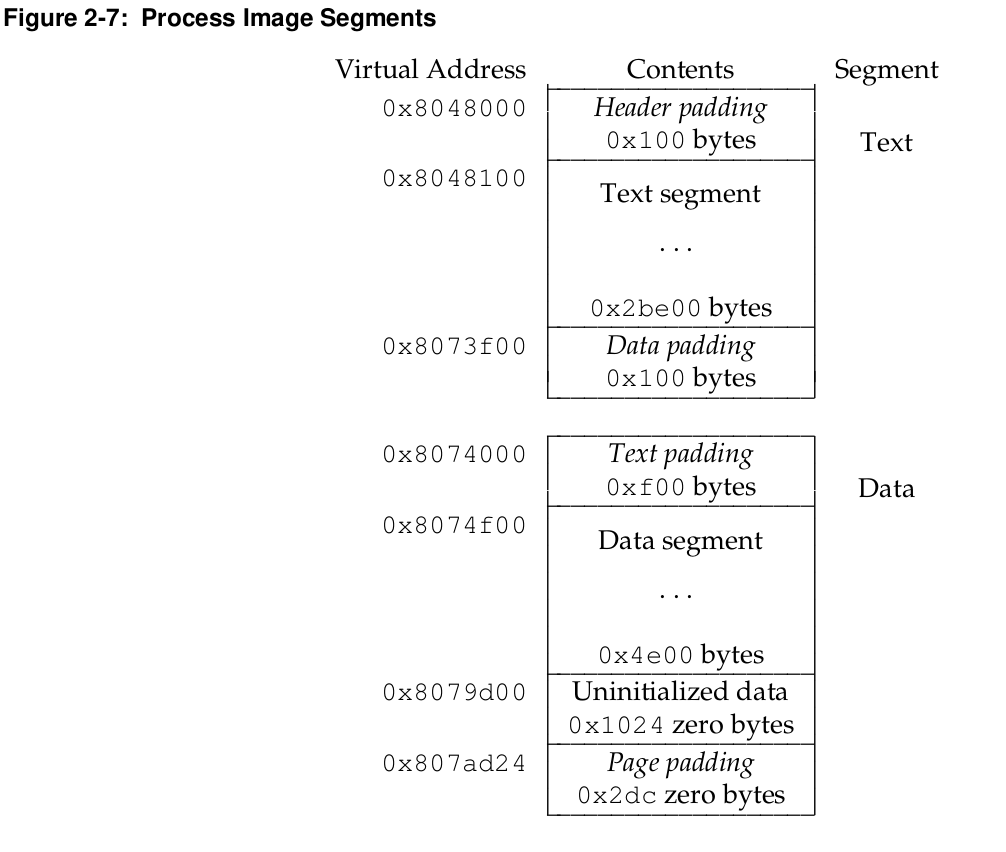 Figure 2-7: Process Image Segments
Virtual Address Contents Segment
0x8048000 Header padding
0x100 bytes Text
0x8048100 Text segment
...
0x2be00 bytes
0x8073f00 Data padding
0x100 bytes
0x8074000 Text padding
0xf00 bytes Data
0x8074f00 Data segment
...
0x4e00 bytes
0x8079d00 Uninitialized data
0x1024 zero bytes
0x807ad24 Page padding
0x2dc zero bytes